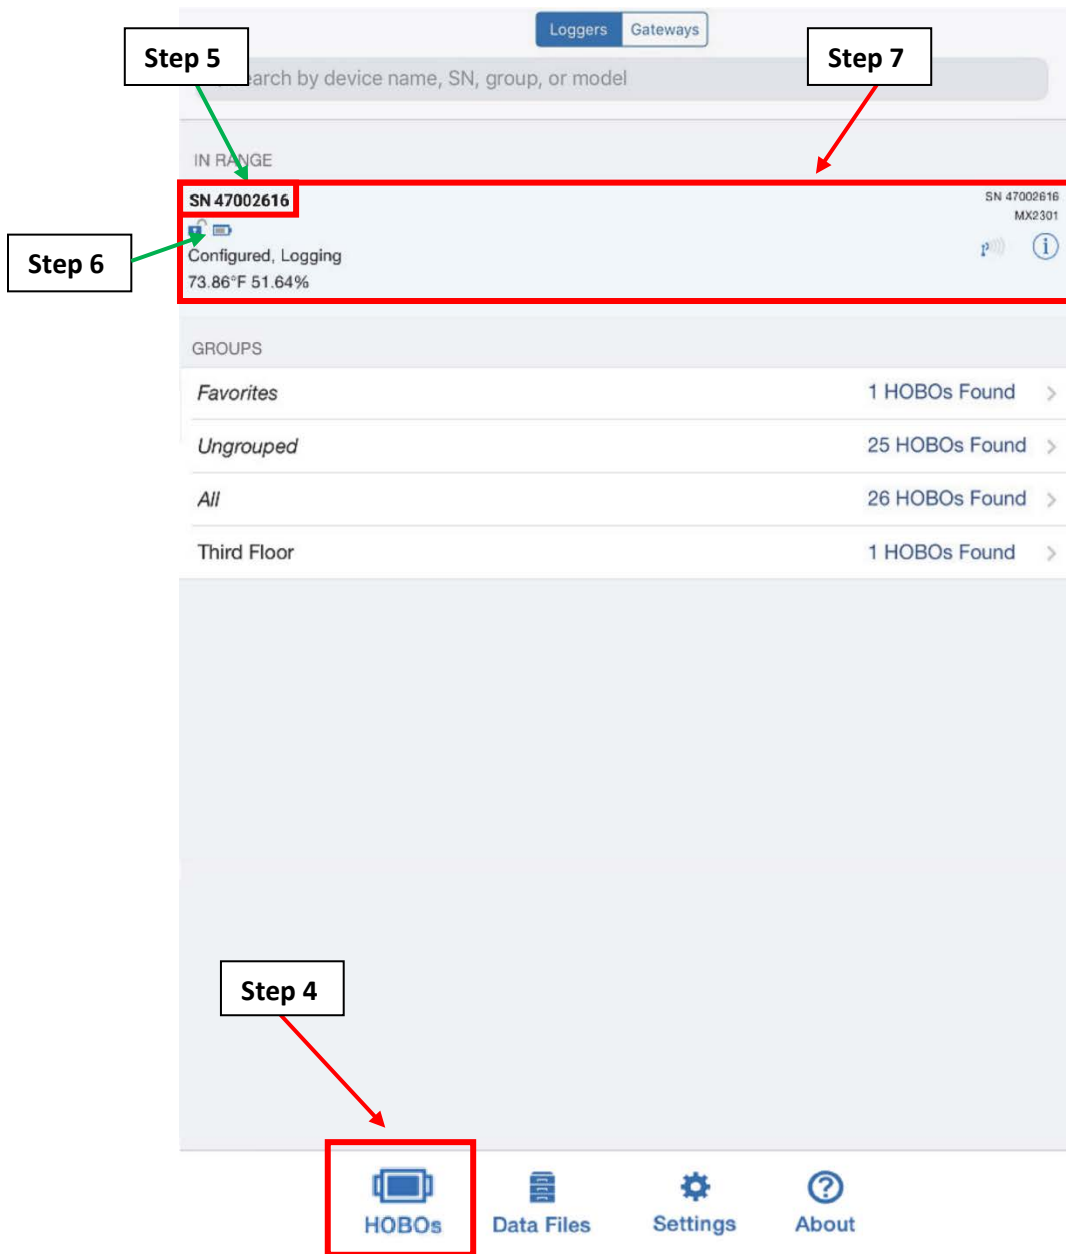 Loggers Gateways
Step 5
Step 7
earch by device name, SN, group, or model
IN RANGE
SN 47002616
SN 47002616
MX2301
Step 6
Configured, Logging
73.86°F 51.64%
GROUPS
Favorites 1 HOBOs Found
Ungrouped 25 HOBOs Found
All 26 HOBOs Found
Third Floor 1 HOBOs Found
Step 4
HOBOs Data Files Settings About